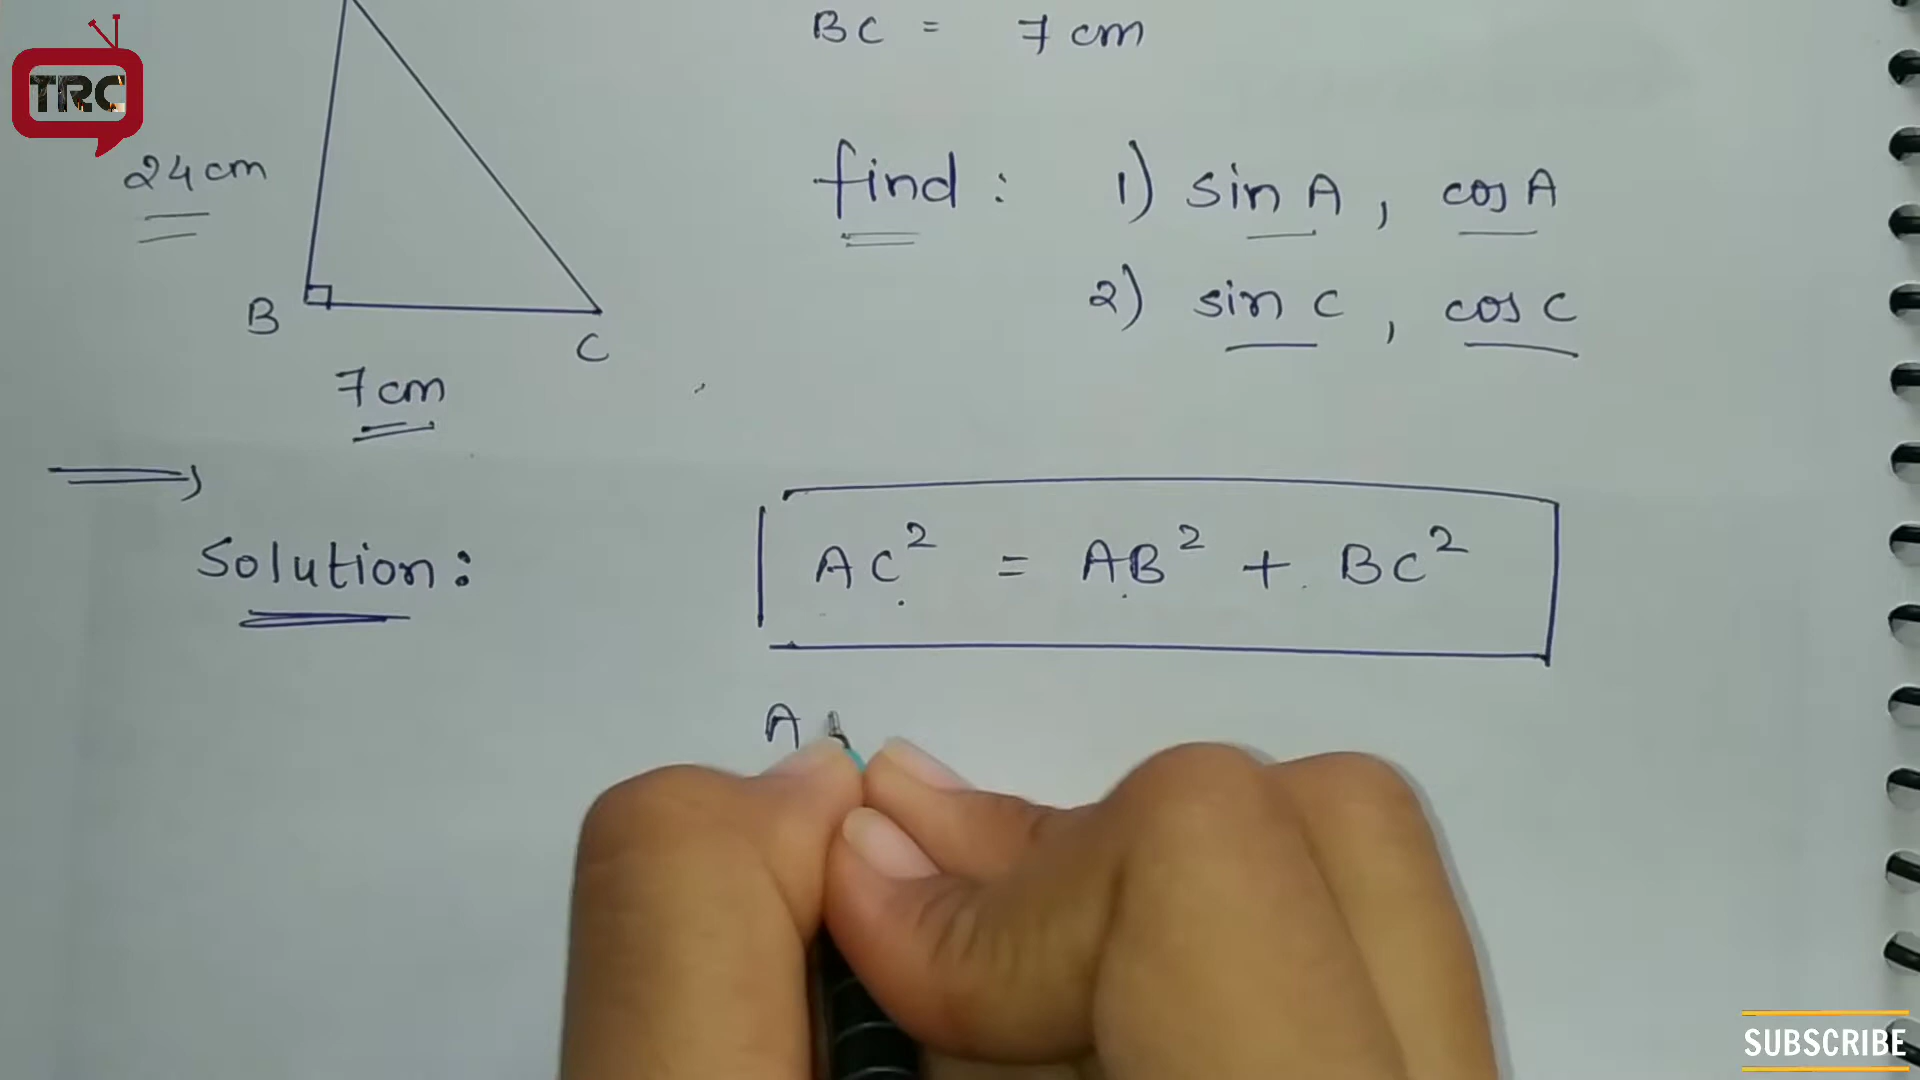 BC = 7 cm
TRC
24 cm
find : 1) sin A , cos A
B
2) sin C , cos C
C
7 cm
Solution :
AC² = AB² + BC²
A
SUBSCRIBE